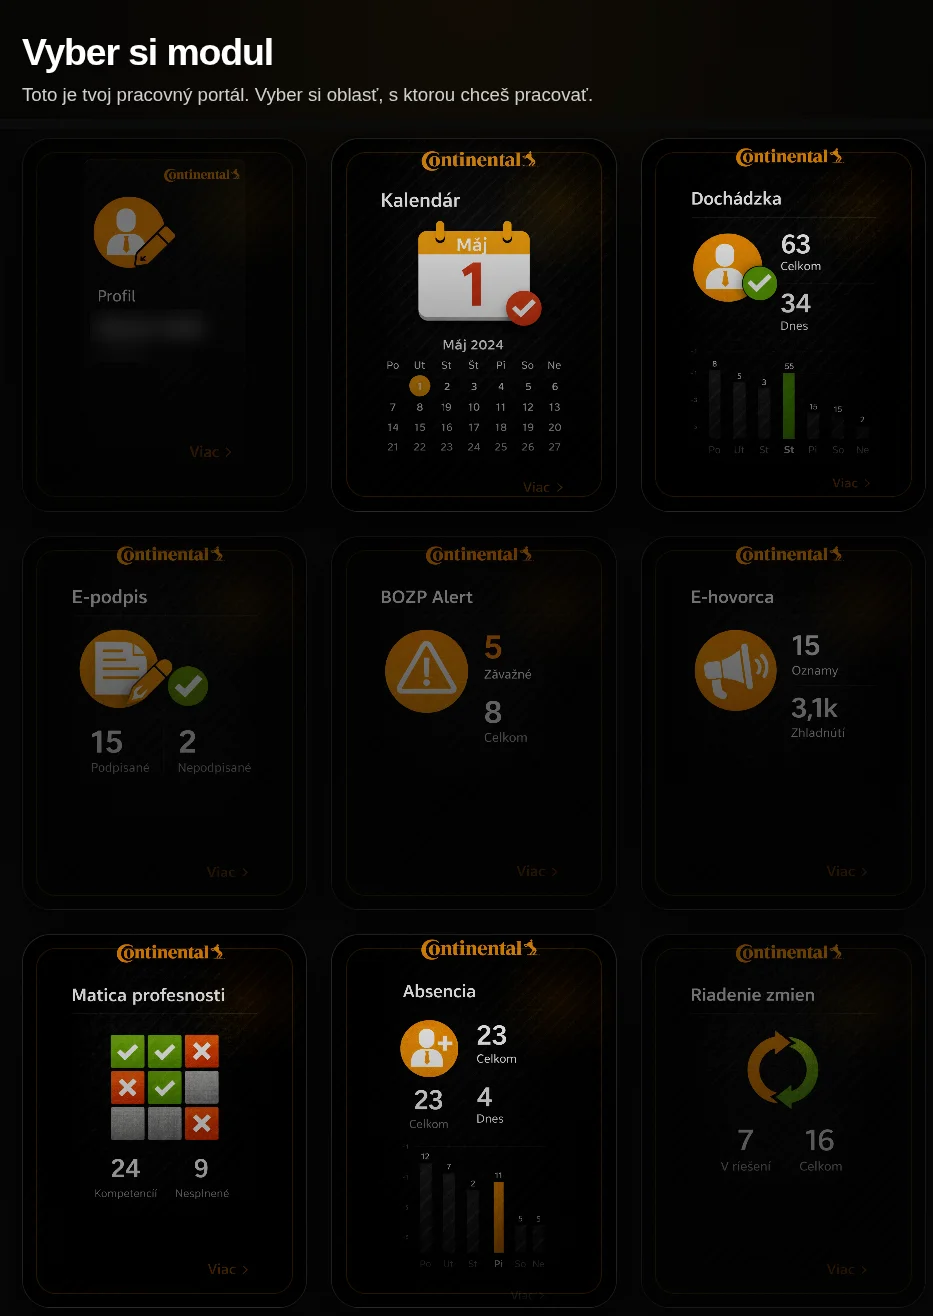 Vyber si modul
Toto je tvoj pracovný portál. Vyber si oblasť, s ktorou chceš pracovať.
Continental
Profil
Viac >
Continental
Kalendár
Máj
1
Máj 2024
Po Ut St Št Pi So Ne
1 2 3 4 5 6
7 8 19 10 11 12 13
14 15 16 17 18 19 20
21 22 23 24 25 26 27
Viac >
Continental
Dochádzka
63
Celkom
34
Dnes
8 5 3 55 15 15 2
Po Ut St St Pi So Ne
Viac >
Continental
E-podpis
15 2
Podpísané Nepodpísané
Viac >
Continental
BOZP Alert
5
Závažné
8
Celkom
Viac >
Continental
E-hovorca
15
Oznamy
3,1k
Zhladnutí
Viac >
Continental
Matica profesnosti
24 9
Kompetencií Nesplnené
Viac >
Continental
Absencia
23
Celkom
23 4
Celkom Dnes
12 7 2 11 5 5
Po Ut St Pi So Ne
Viac >
Continental
Riadenie zmien
7 16
V riešení Celkom
Viac >